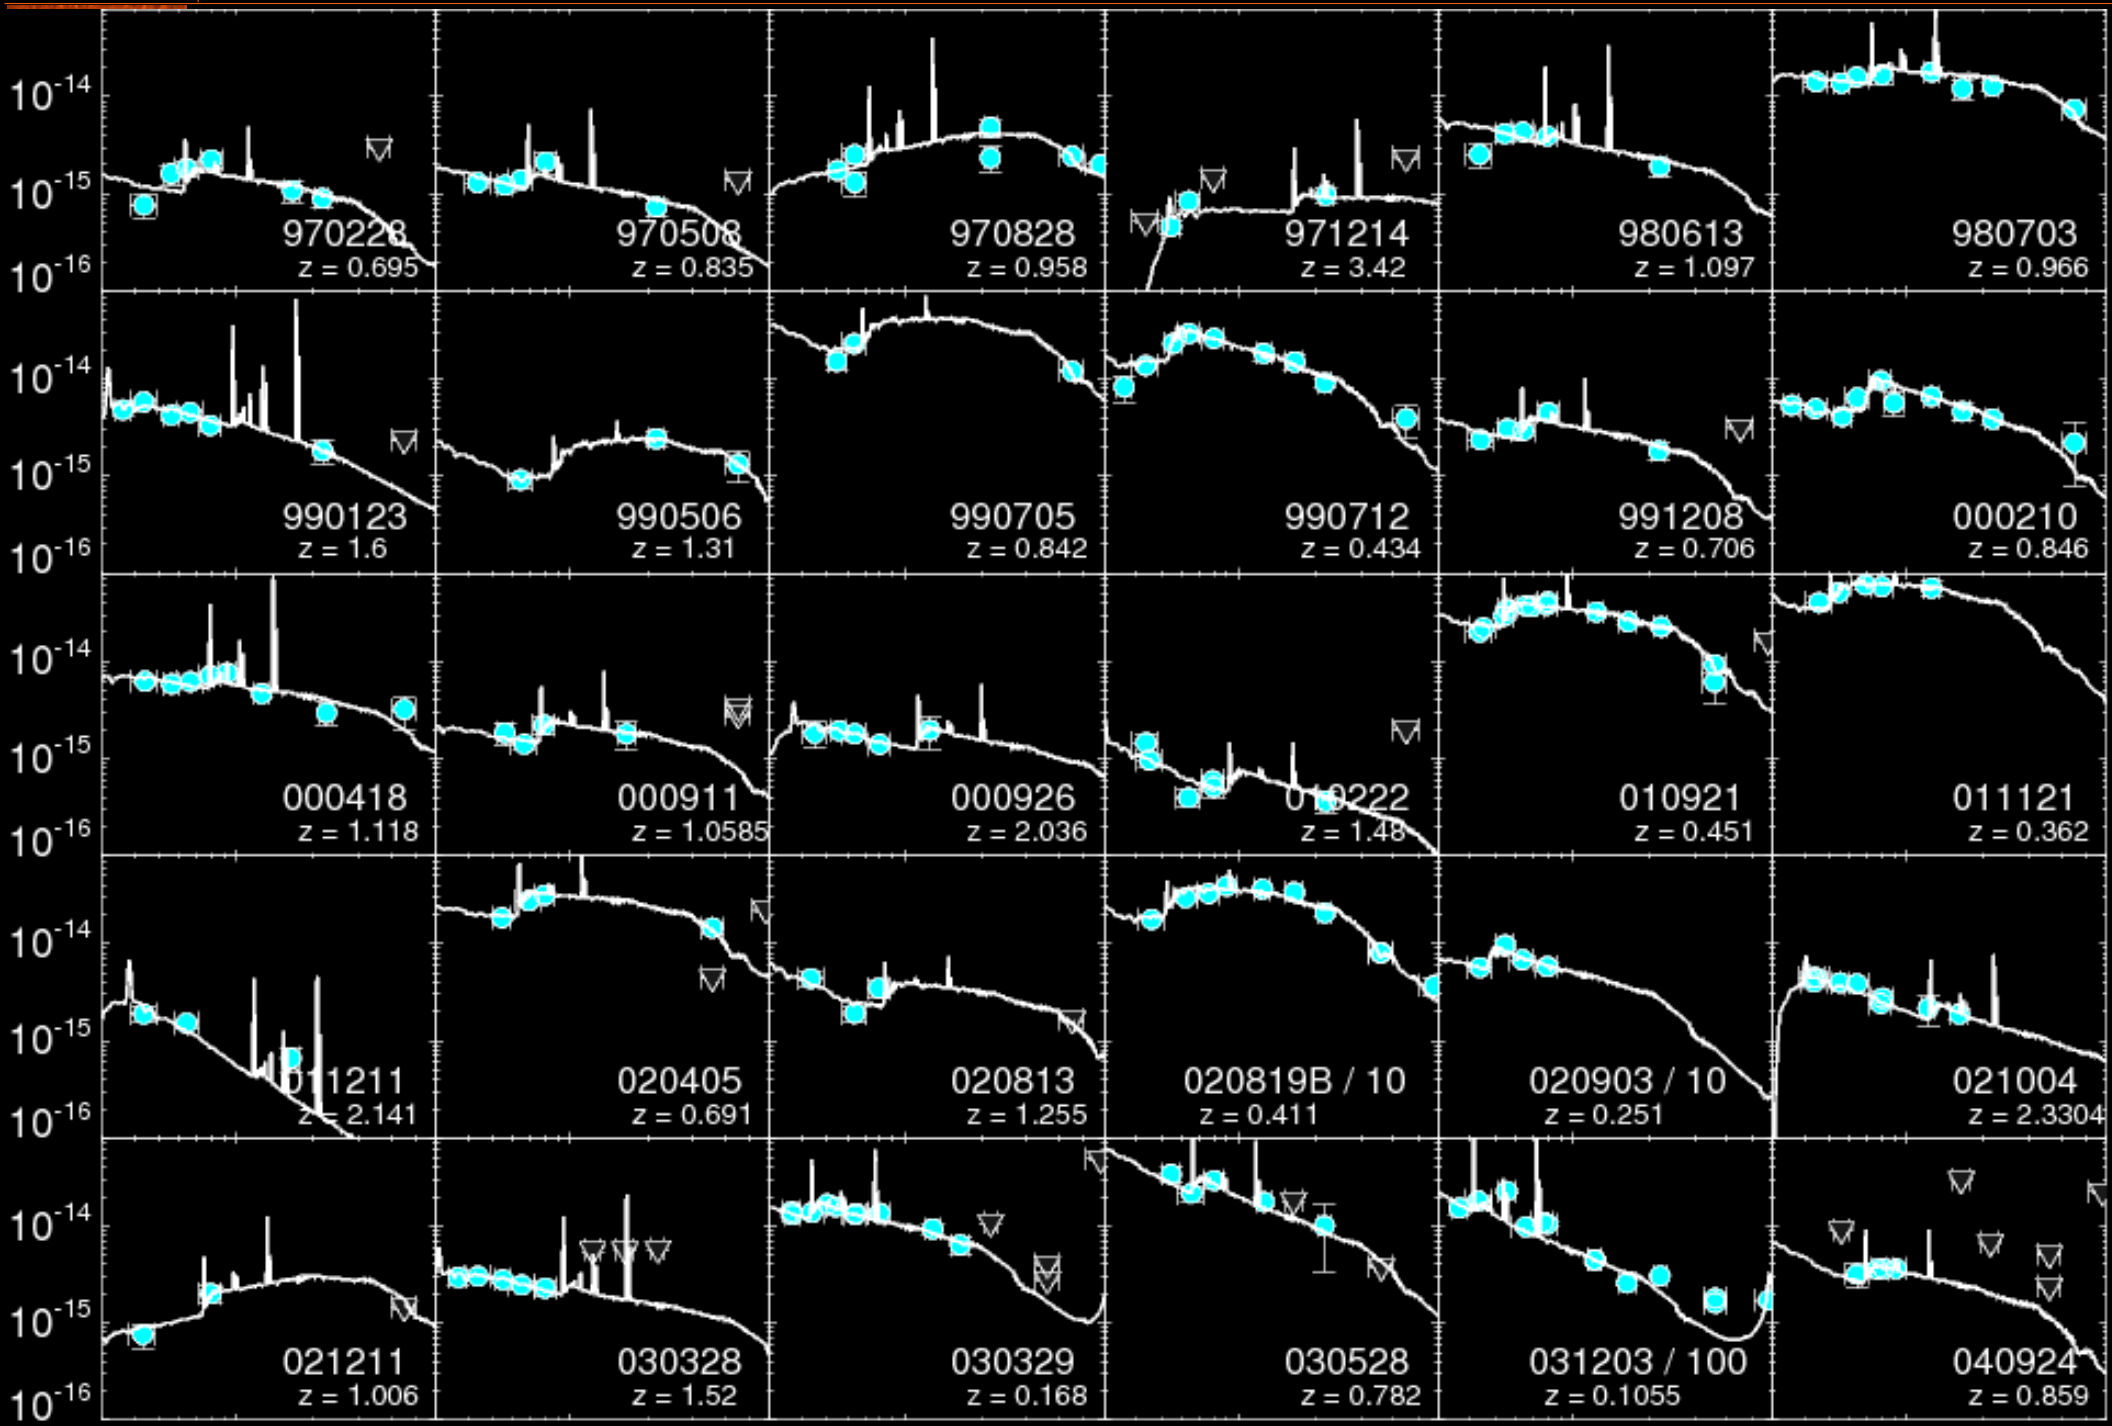 10-14
10-15
10-16
970228
z = 0.695
970508
z = 0.835
970828
z = 0.958
971214
z = 3.42
980613
z = 1.097
980703
z = 0.966
10-14
10-15
10-16
990123
z = 1.6
990506
z = 1.31
990705
z = 0.842
990712
z = 0.434
991208
z = 0.706
000210
z = 0.846
10-14
10-15
10-16
000418
z = 1.118
000911
z = 1.0585
000926
z = 2.036
010222
z = 1.48
010921
z = 0.451
011121
z = 0.362
10-14
10-15
10-16
011211
z = 2.141
020405
z = 0.691
020813
z = 1.255
020819B / 10
z = 0.411
020903 / 10
z = 0.251
021004
z = 2.3304
10-14
10-15
10-16
021211
z = 1.006
030328
z = 1.52
030329
z = 0.168
030528
z = 0.782
031203 / 100
z = 0.1055
040924
z = 0.859